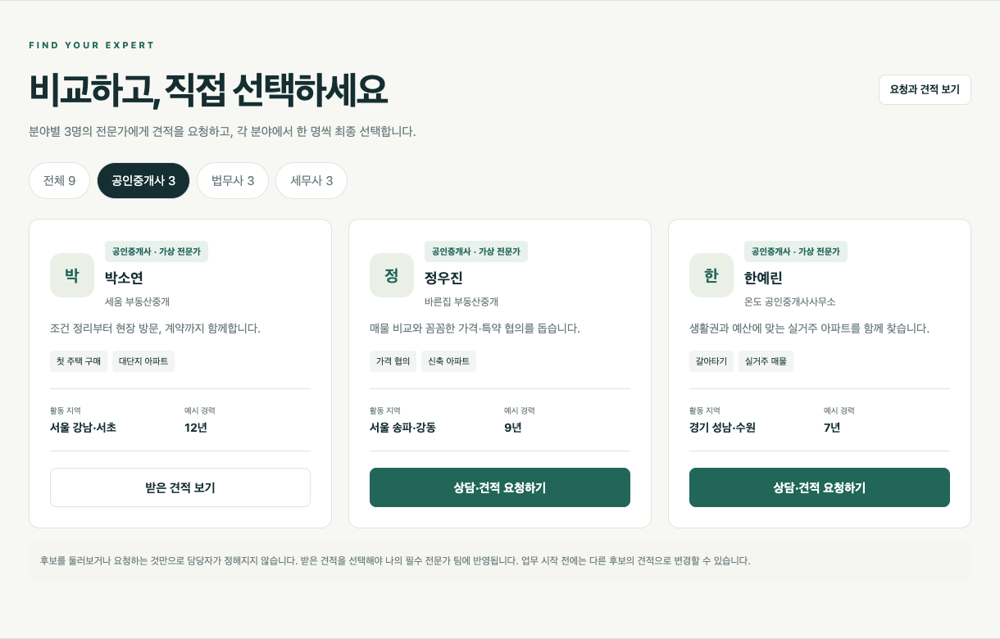 FIND YOUR EXPERT
비교하고, 직접 선택하세요
요청과 견적 보기
분야별 3명의 전문가에게 견적을 요청하고, 각 분야에서 한 명씩 최종 선택합니다.
전체 9
공인중개사 3
법무사 3
세무사 3
박
공인중개사 · 가상 전문가
박소연
세움 부동산중개
조건 정리부터 현장 방문, 계약까지 함께합니다.
첫 주택 구매
대단지 아파트
활동 지역
예시 경력
서울 강남·서초
12년
받은 견적 보기
정
공인중개사 · 가상 전문가
정우진
바른집 부동산중개
매물 비교와 꼼꼼한 가격·특약 협의를 돕습니다.
가격 협의
신축 아파트
활동 지역
예시 경력
서울 송파·강동
9년
상담·견적 요청하기
한
공인중개사 · 가상 전문가
한예린
온도 공인중개사사무소
생활권과 예산에 맞는 실거주 아파트를 함께 찾습니다.
갈아타기
실거주 매물
활동 지역
예시 경력
경기 성남·수원
7년
상담·견적 요청하기
후보를 둘러보거나 요청하는 것만으로 담당자가 정해지지 않습니다. 받은 견적을 선택해야 나의 필수 전문가 팀에 반영됩니다. 업무 시작 전에는 다른 후보의 견적으로 변경할 수 있습니다.